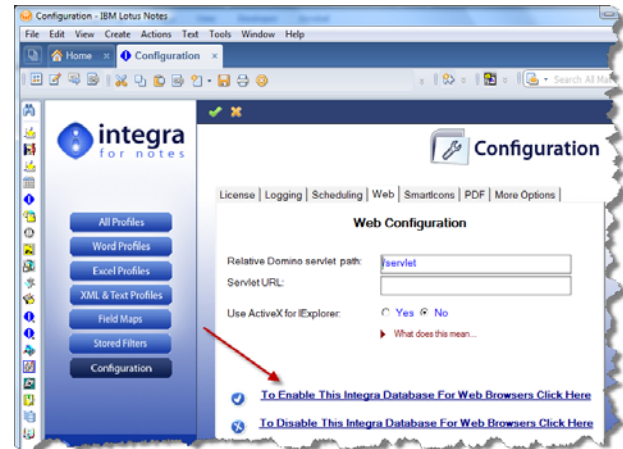 Configuration - IBM Lotus Notes
File Edit View Create Actions Text Tools Window Help
Home Configuration
Search All
integra
for notes
Configuration
License | Logging | Scheduling | Web | SmartIcons | PDF | More Options |
All Profiles
Word Profiles
Excel Profiles
XML & Text Profiles
Field Maps
Stored Filters
Configuration
Web Configuration
Relative Domino servlet path: /servlet
Servlet URL:
Use ActiveX for IExplorer: Yes No
What does this mean...
To Enable This Integra Database For Web Browsers Click Here
To Disable This Integra Database For Web Browsers Click Here